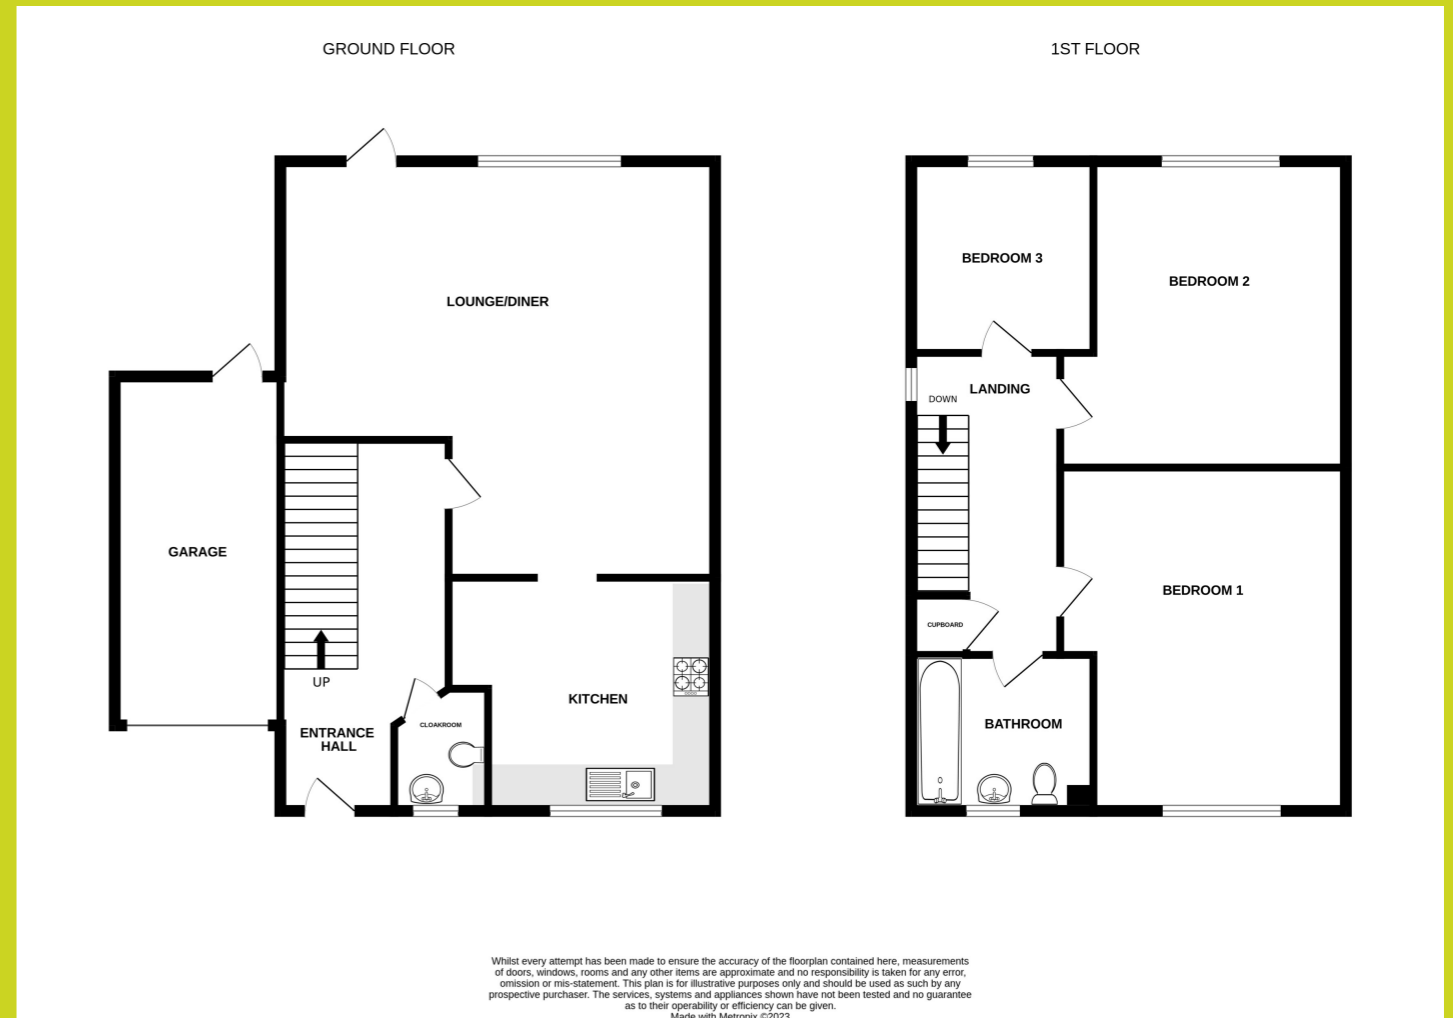 GROUND FLOOR
1ST FLOOR
LOUNGE/DINER
GARAGE
UP
ENTRANCE
HALL
CLOAKROOM
KITCHEN
BEDROOM 3
BEDROOM 2
LANDING
DOWN
BEDROOM 1
CUPBOARD
BATHROOM
Whilst every attempt has been made to ensure the accuracy of the floorplan contained here, measurements
of doors, windows, rooms and any other items are approximate and no responsibility is taken for any error,
omission or mis-statement. This plan is for illustrative purposes only and should be used as such by any
prospective purchaser. The services, systems and appliances shown have not been tested and no guarantee
as to their operability or efficiency can be given.
Made with Metropix ©2023